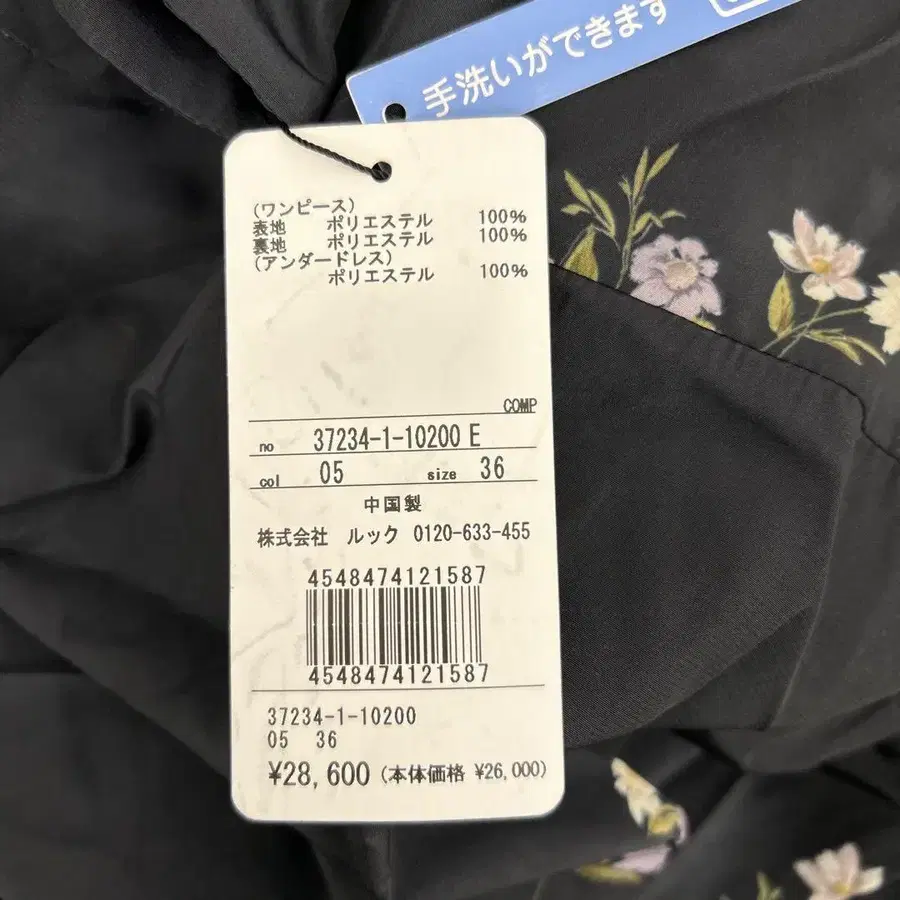 手洗いができます
(ワンピース)
表地 ポリエステル 100%
裏地 ポリエステル 100%
(アンダードレス)
ポリエステル 100%
COMP
no 37234-1-10200 E
col 05 size 36
中国製
株式会社 ルック 0120-633-455
4548474121587
4548474121587
37234-1-10200
05 36
¥28,600 (本体価格 ¥26,000)